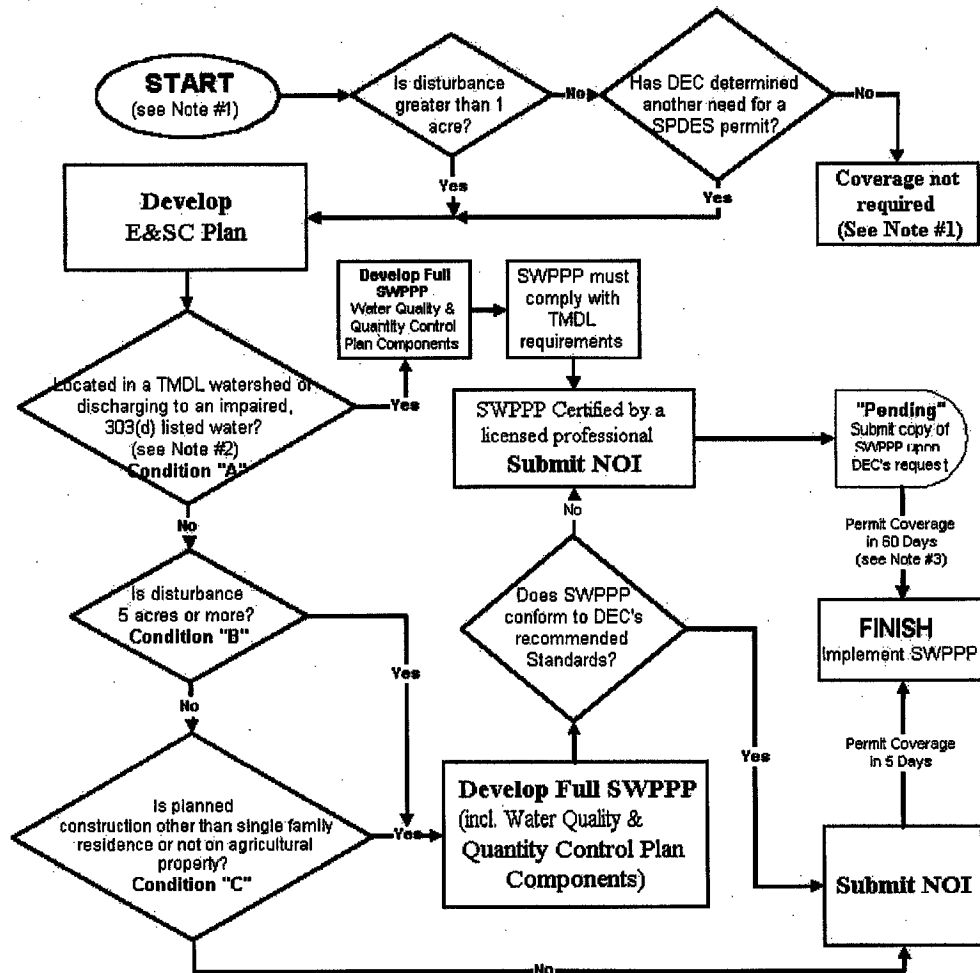 START
(see Note #1)
Is disturbance
greater than 1
acre?
No
Has DEC determined
another need for a
SPDES permit?
No
Yes
Yes
Coverage not
required
(See Note #1)
Develop
E&SC Plan
Develop Full
SWPPP
Water Quality &
Quantity Control
Plan Components
SWPPP must
comply with
TMDL
requirements
Located in a TMDL watershed or
discharging to an impaired,
303(d) listed water?
(see Note #2)
Condition "A"
Yes
SWPPP Certified by a
licensed professional
Submit NOI
"Pending"
Submit copy of
SWPPP upon
DEC's request
No
No
Permit Coverage
in 60 Days
(see Note #3)
Is disturbance
5 acres or more?
Condition "B"
Yes
Does SWPPP
conform to DEC's
recommended
Standards?
FINISH
Implement SWPPP
No
Yes
Permit Coverage
in 5 Days
Is planned
construction other than single family
residence or not on agricultural
property?
Condition "C"
Yes
Develop Full SWPPP
(incl. Water Quality &
Quantity Control Plan
Components)
Submit NOI
No